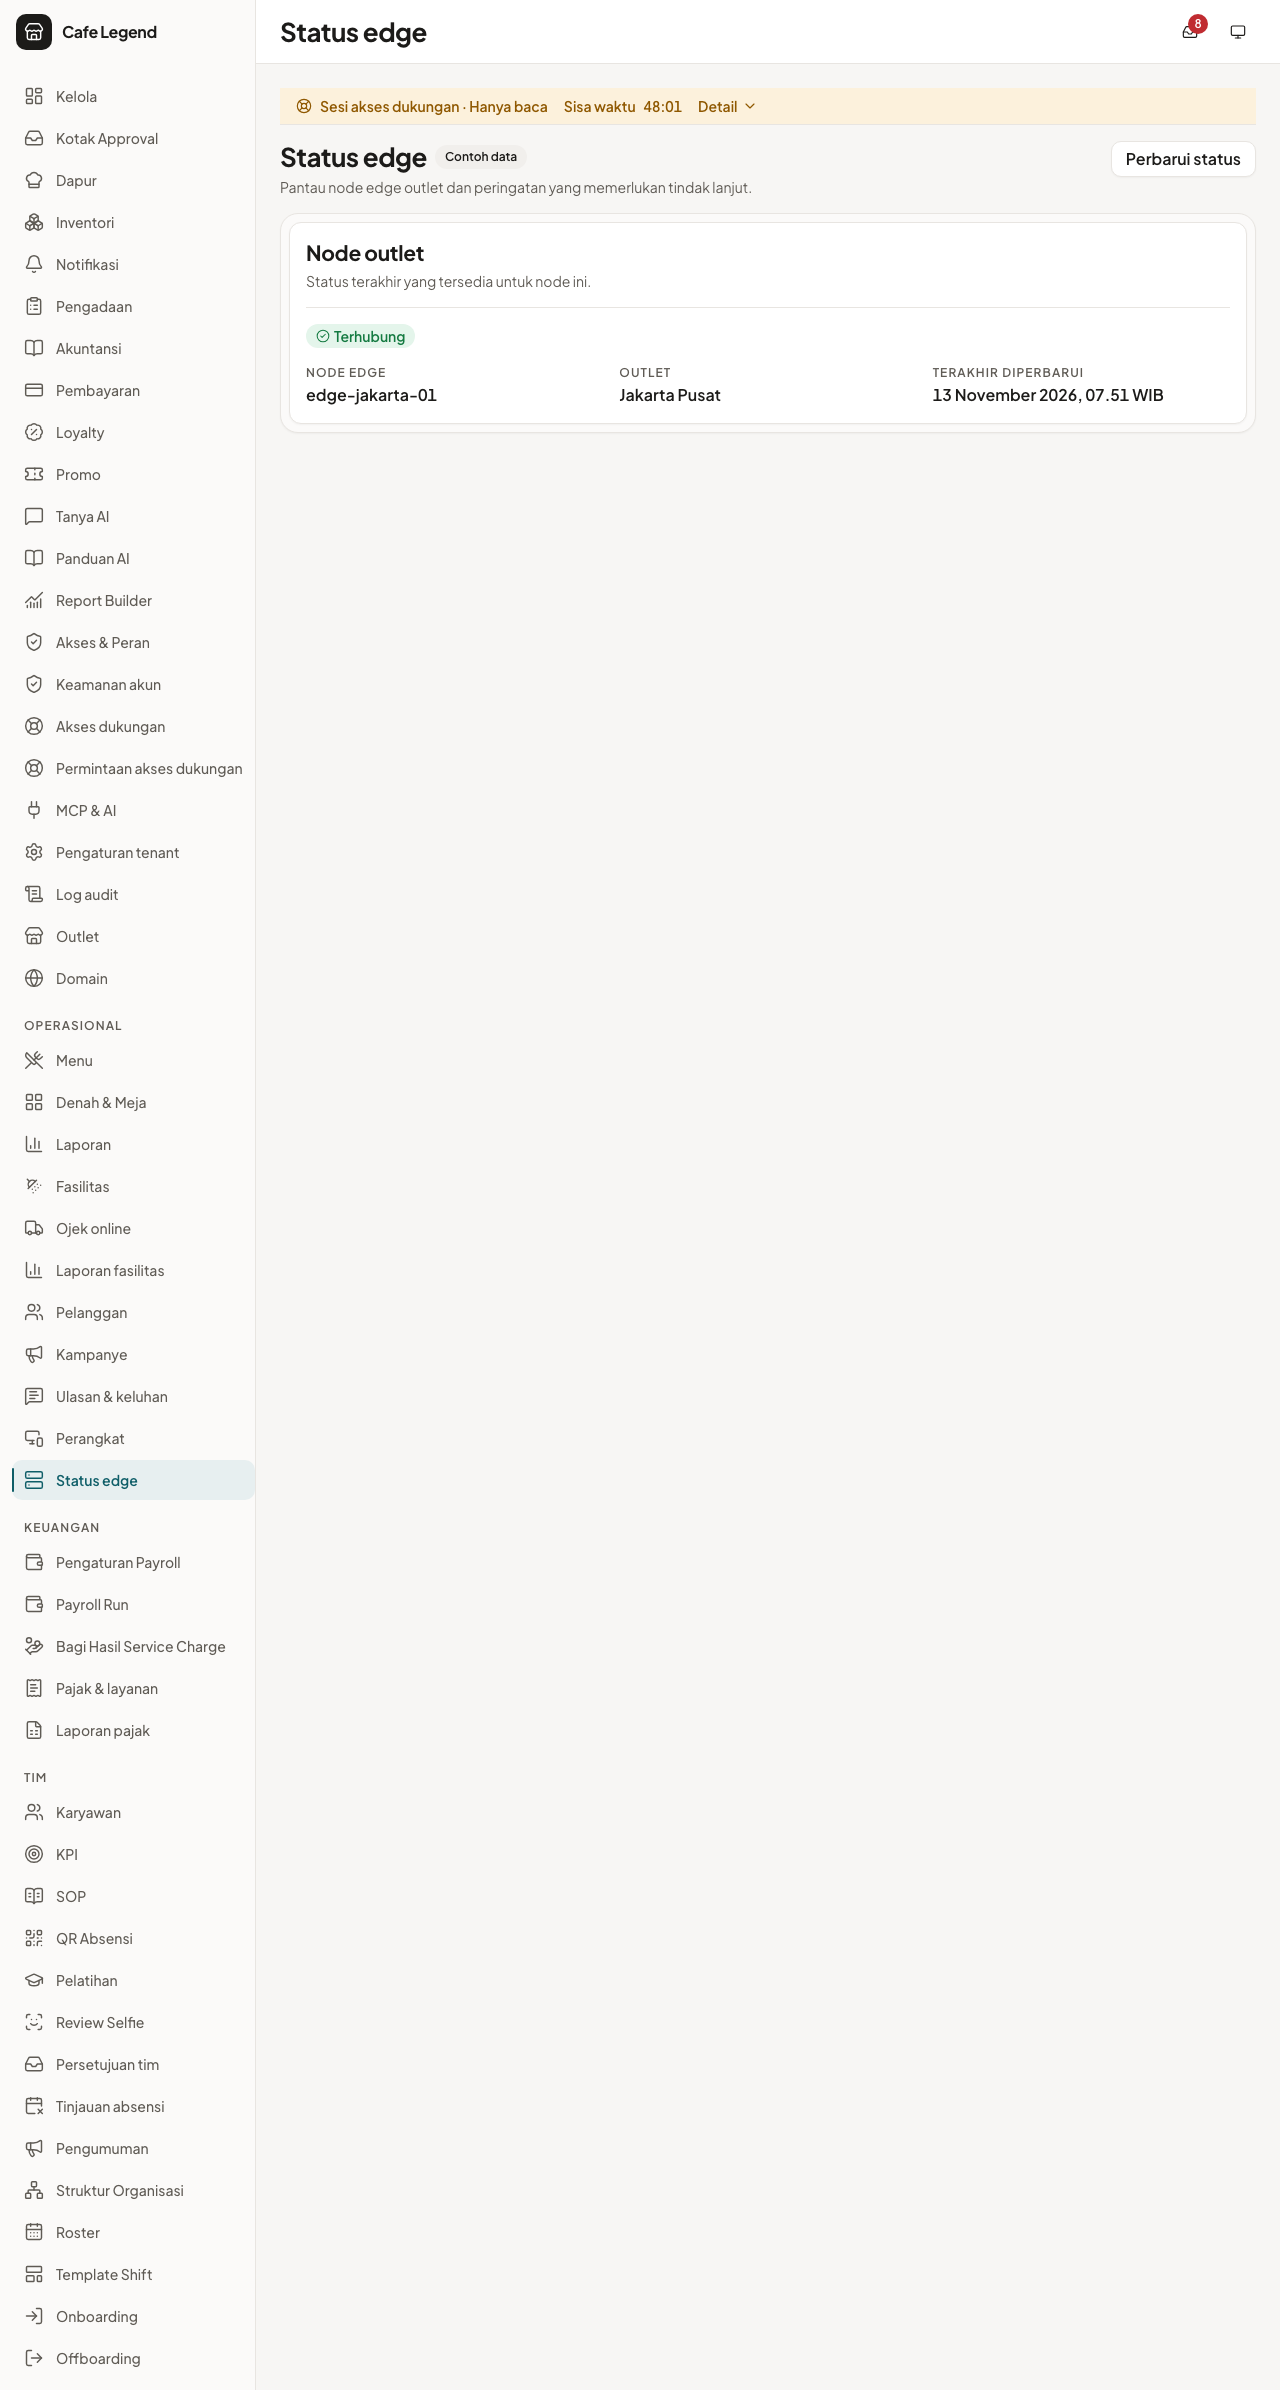 Cafe Legend
Kelola
Kotak Approval
Dapur
Inventori
Notifikasi
Pengadaan
Akuntansi
Pembayaran
Loyalty
Promo
Tanya AI
Panduan AI
Report Builder
Akses & Peran
Keamanan akun
Akses dukungan
Permintaan akses dukungan
MCP & AI
Pengaturan tenant
Log audit
Outlet
Domain
OPERASIONAL
Menu
Denah & Meja
Laporan
Fasilitas
Ojek online
Laporan fasilitas
Pelanggan
Kampanye
Ulasan & keluhan
Perangkat
Status edge
KEUANGAN
Pengaturan Payroll
Payroll Run
Bagi Hasil Service Charge
Pajak & layanan
Laporan pajak
TIM
Karyawan
KPI
SOP
QR Absensi
Pelatihan
Review Selfie
Persetujuan tim
Tinjauan absensi
Pengumuman
Struktur Organisasi
Roster
Template Shift
Onboarding
Offboarding
Status edge
8
Sesi akses dukungan · Hanya baca Sisa waktu 48:01 Detail
Status edge Contoh data
Perbarui status
Pantau node edge outlet dan peringatan yang memerlukan tindak lanjut.
Node outlet
Status terakhir yang tersedia untuk node ini.
Terhubung
NODE EDGE
edge-jakarta-01
OUTLET
Jakarta Pusat
TERAKHIR DIPERBARUI
13 November 2026, 07.51 WIB